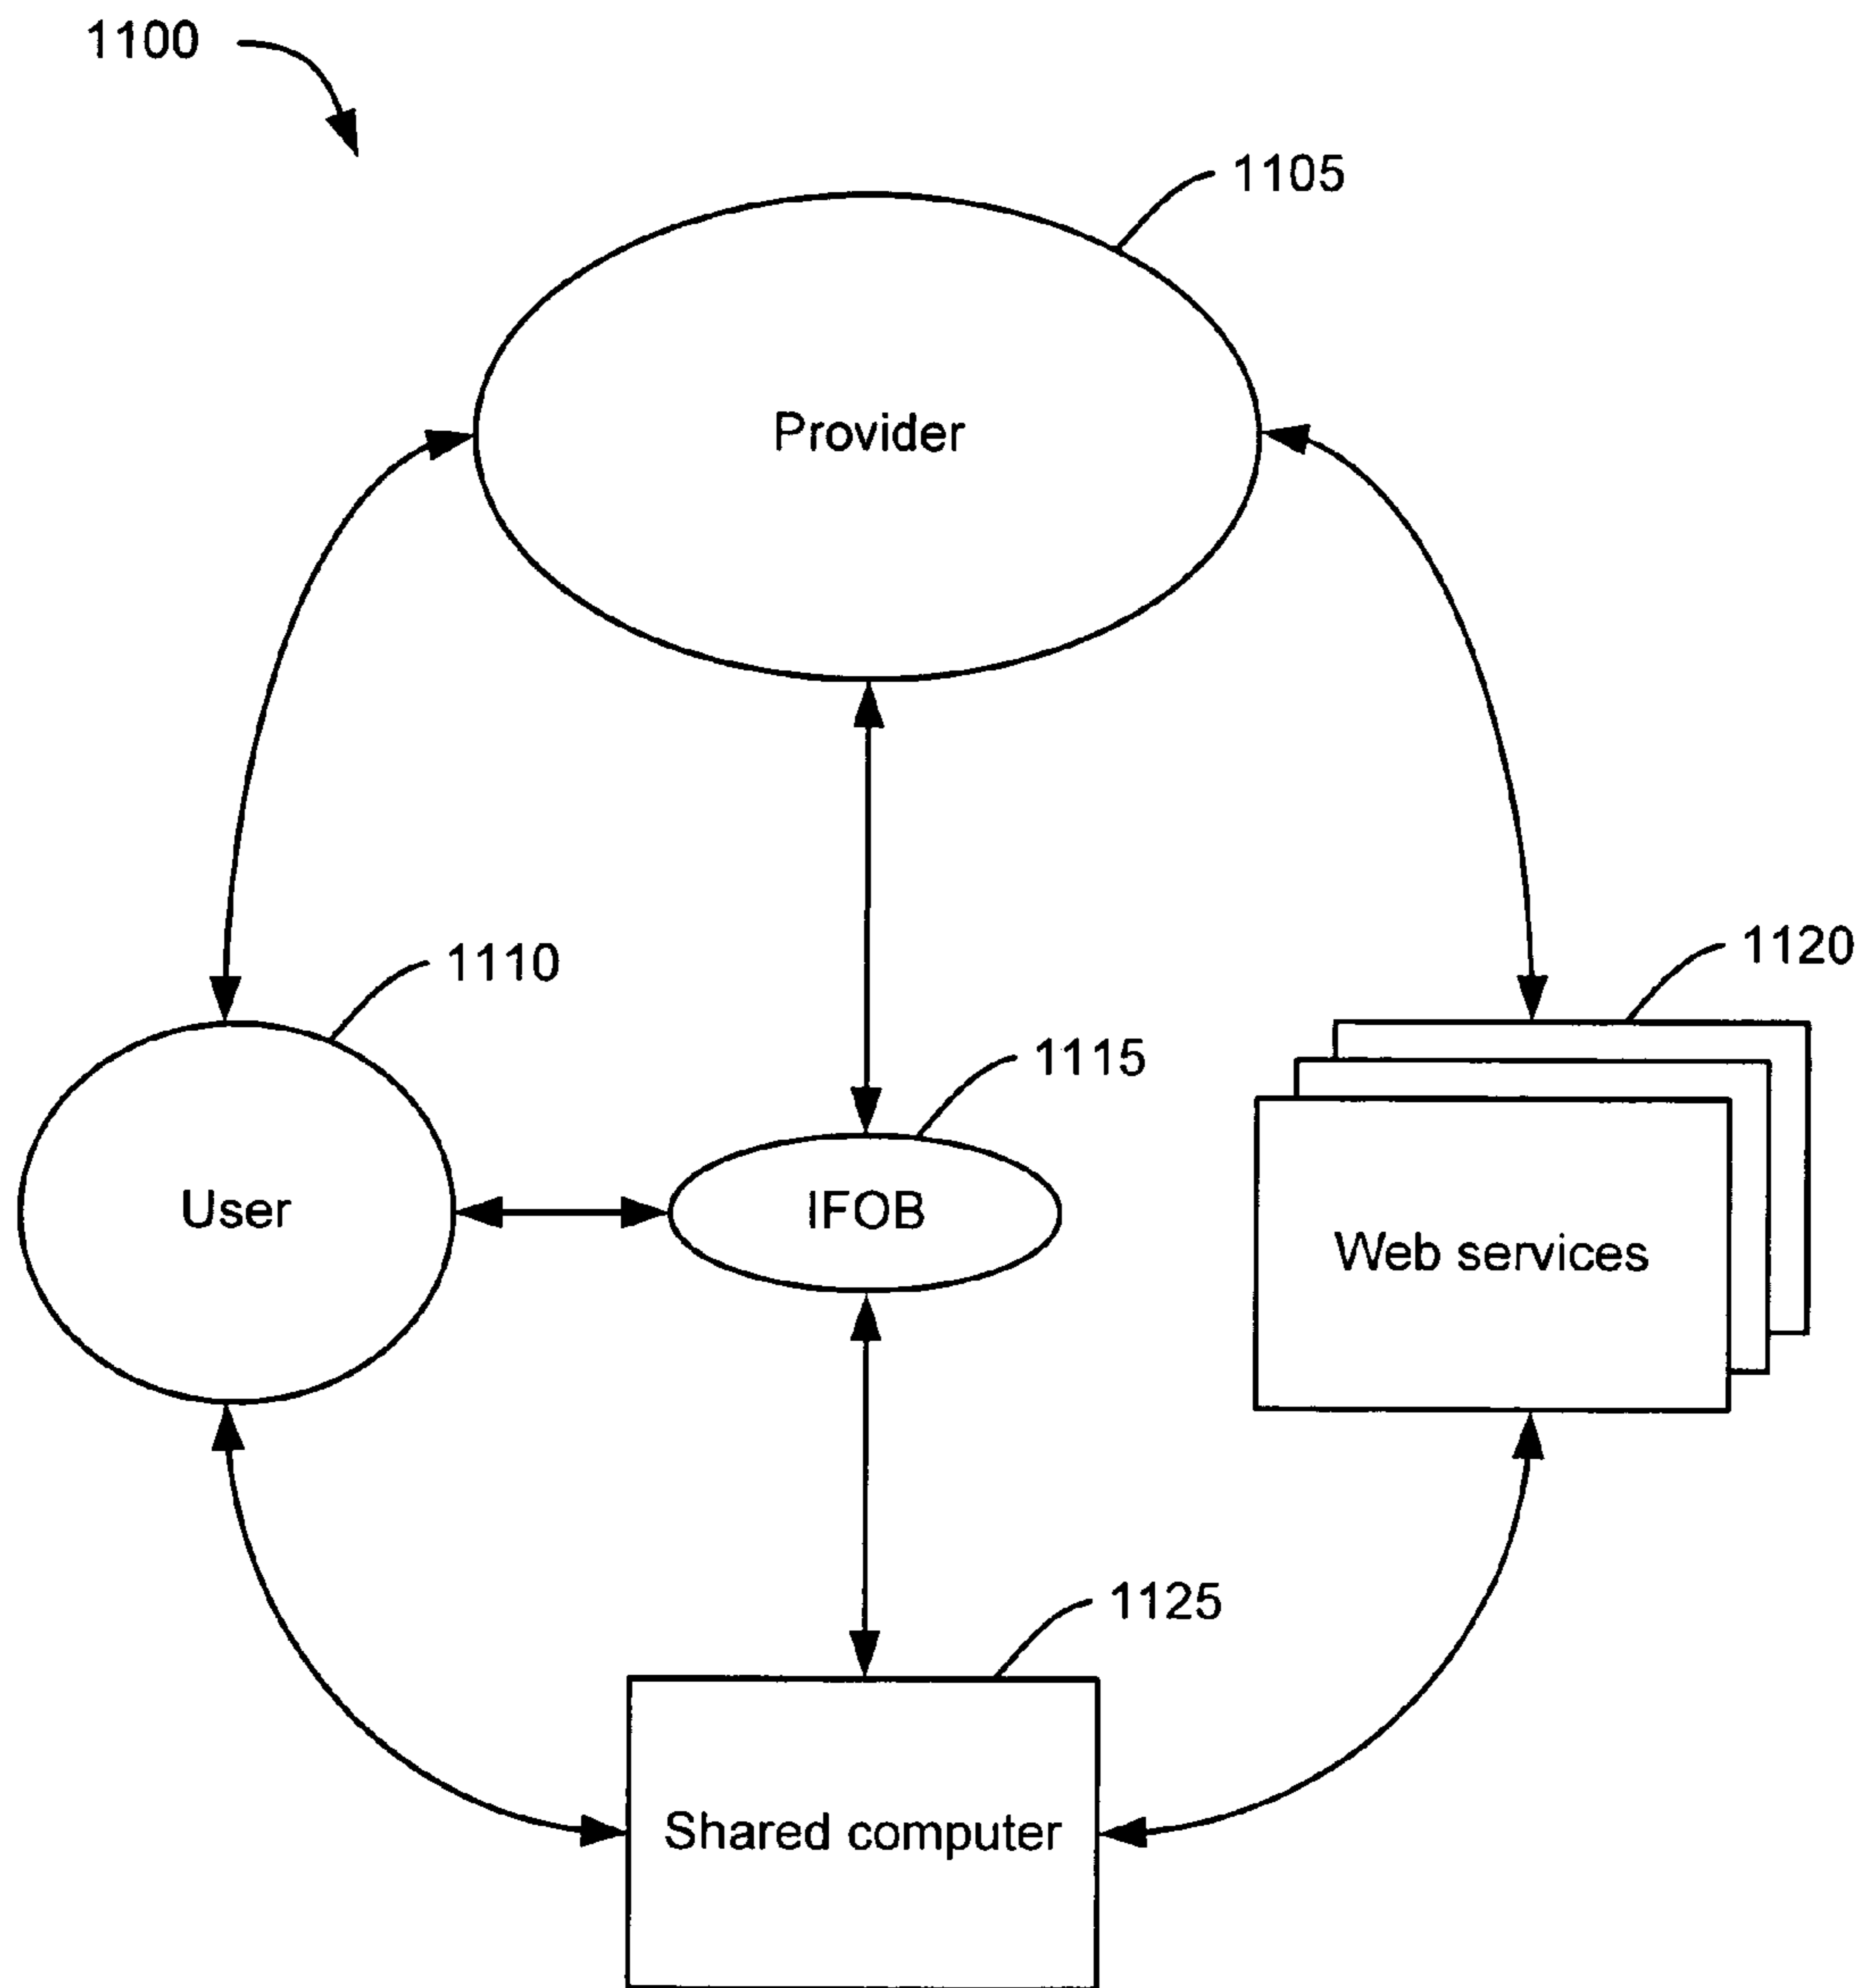 1100
1105
Provider
1110
1120
1115
User
IFOB
Web services
1125
Shared computer